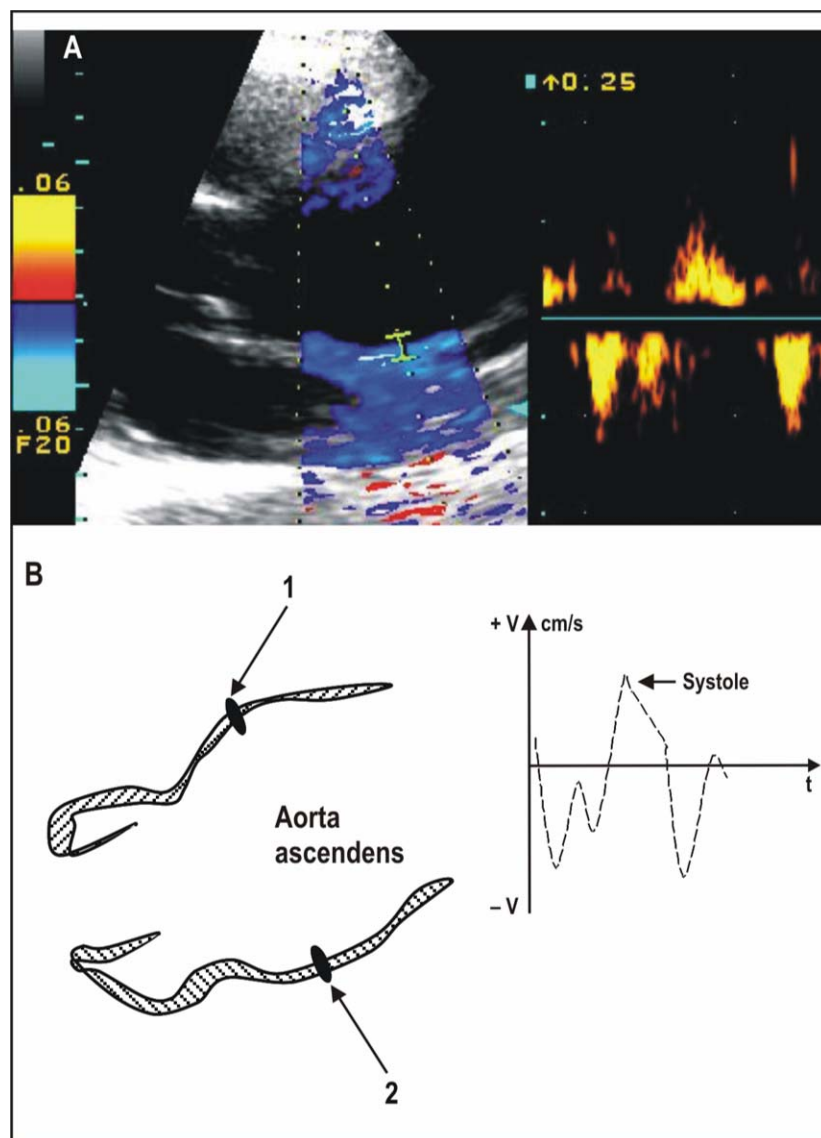 A
↑0.25
.06
.06
F20
B
1
+ V
cm/s
Systole
Aorta
ascendens
t
– V
2